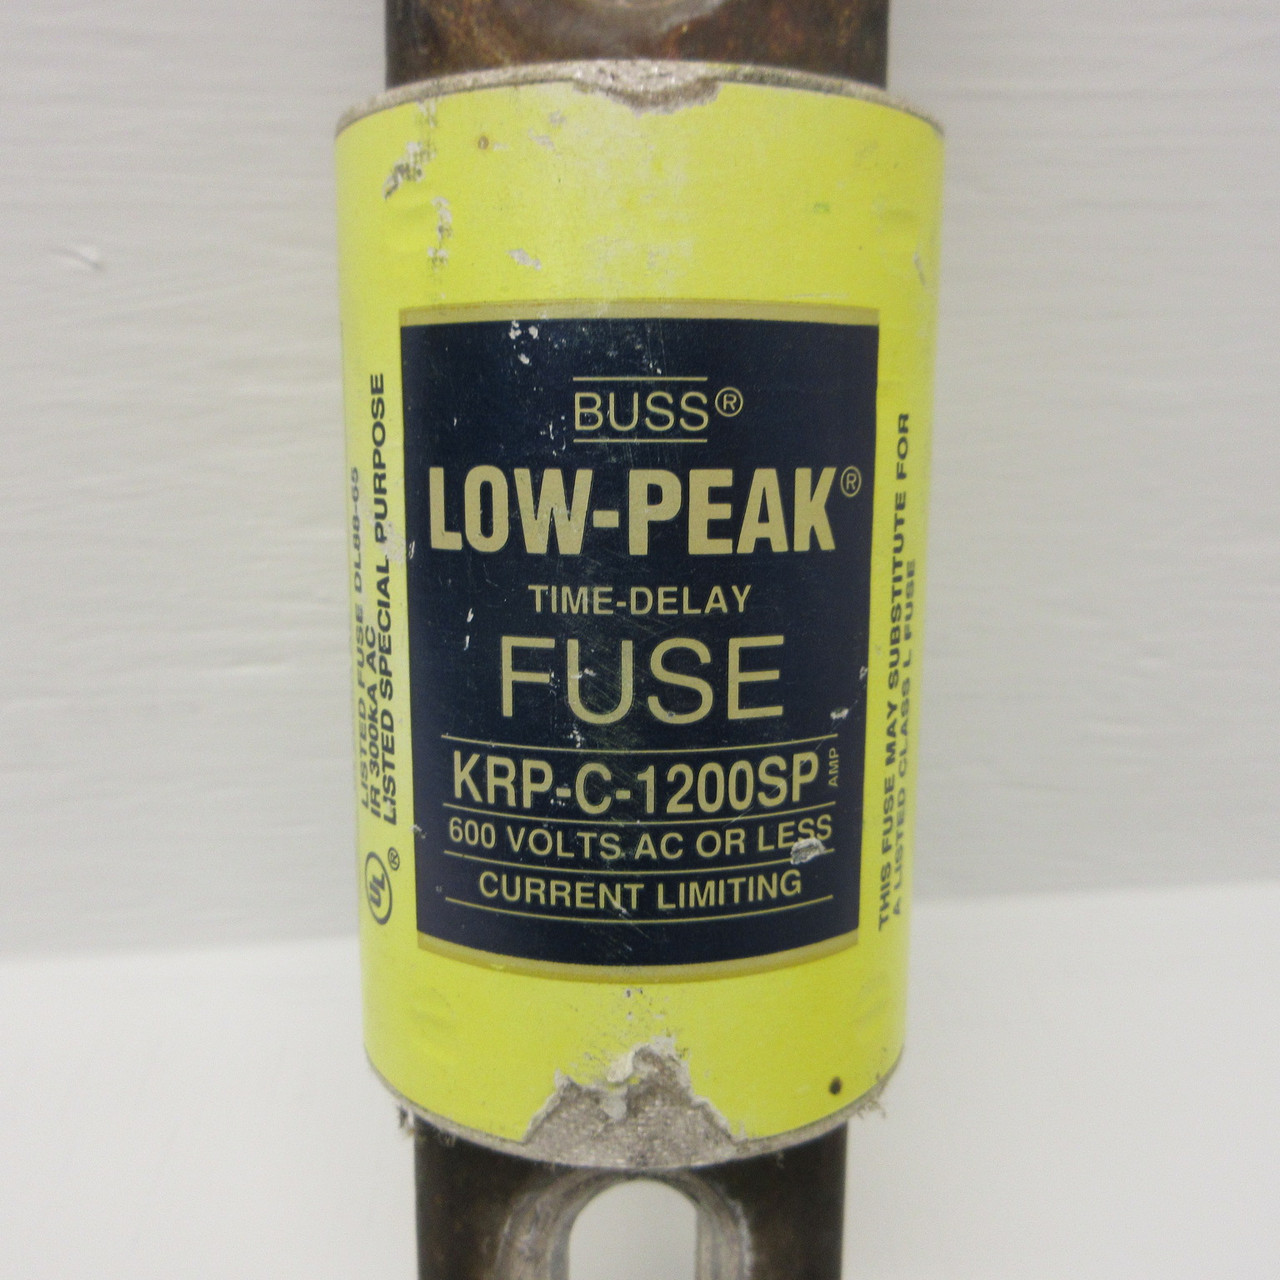 BUSS®
LOW-PEAK®
TIME-DELAY
FUSE
KRP-C-1200SP AMP
600 VOLTS AC OR LESS
CURRENT LIMITING
LISTED SPECIAL PURPOSE
IR 300kA AC
LISTED FUSE DL88-65
UL®
THIS FUSE MAY SUBSTITUTE FOR
A LISTED CLASS L FUSE